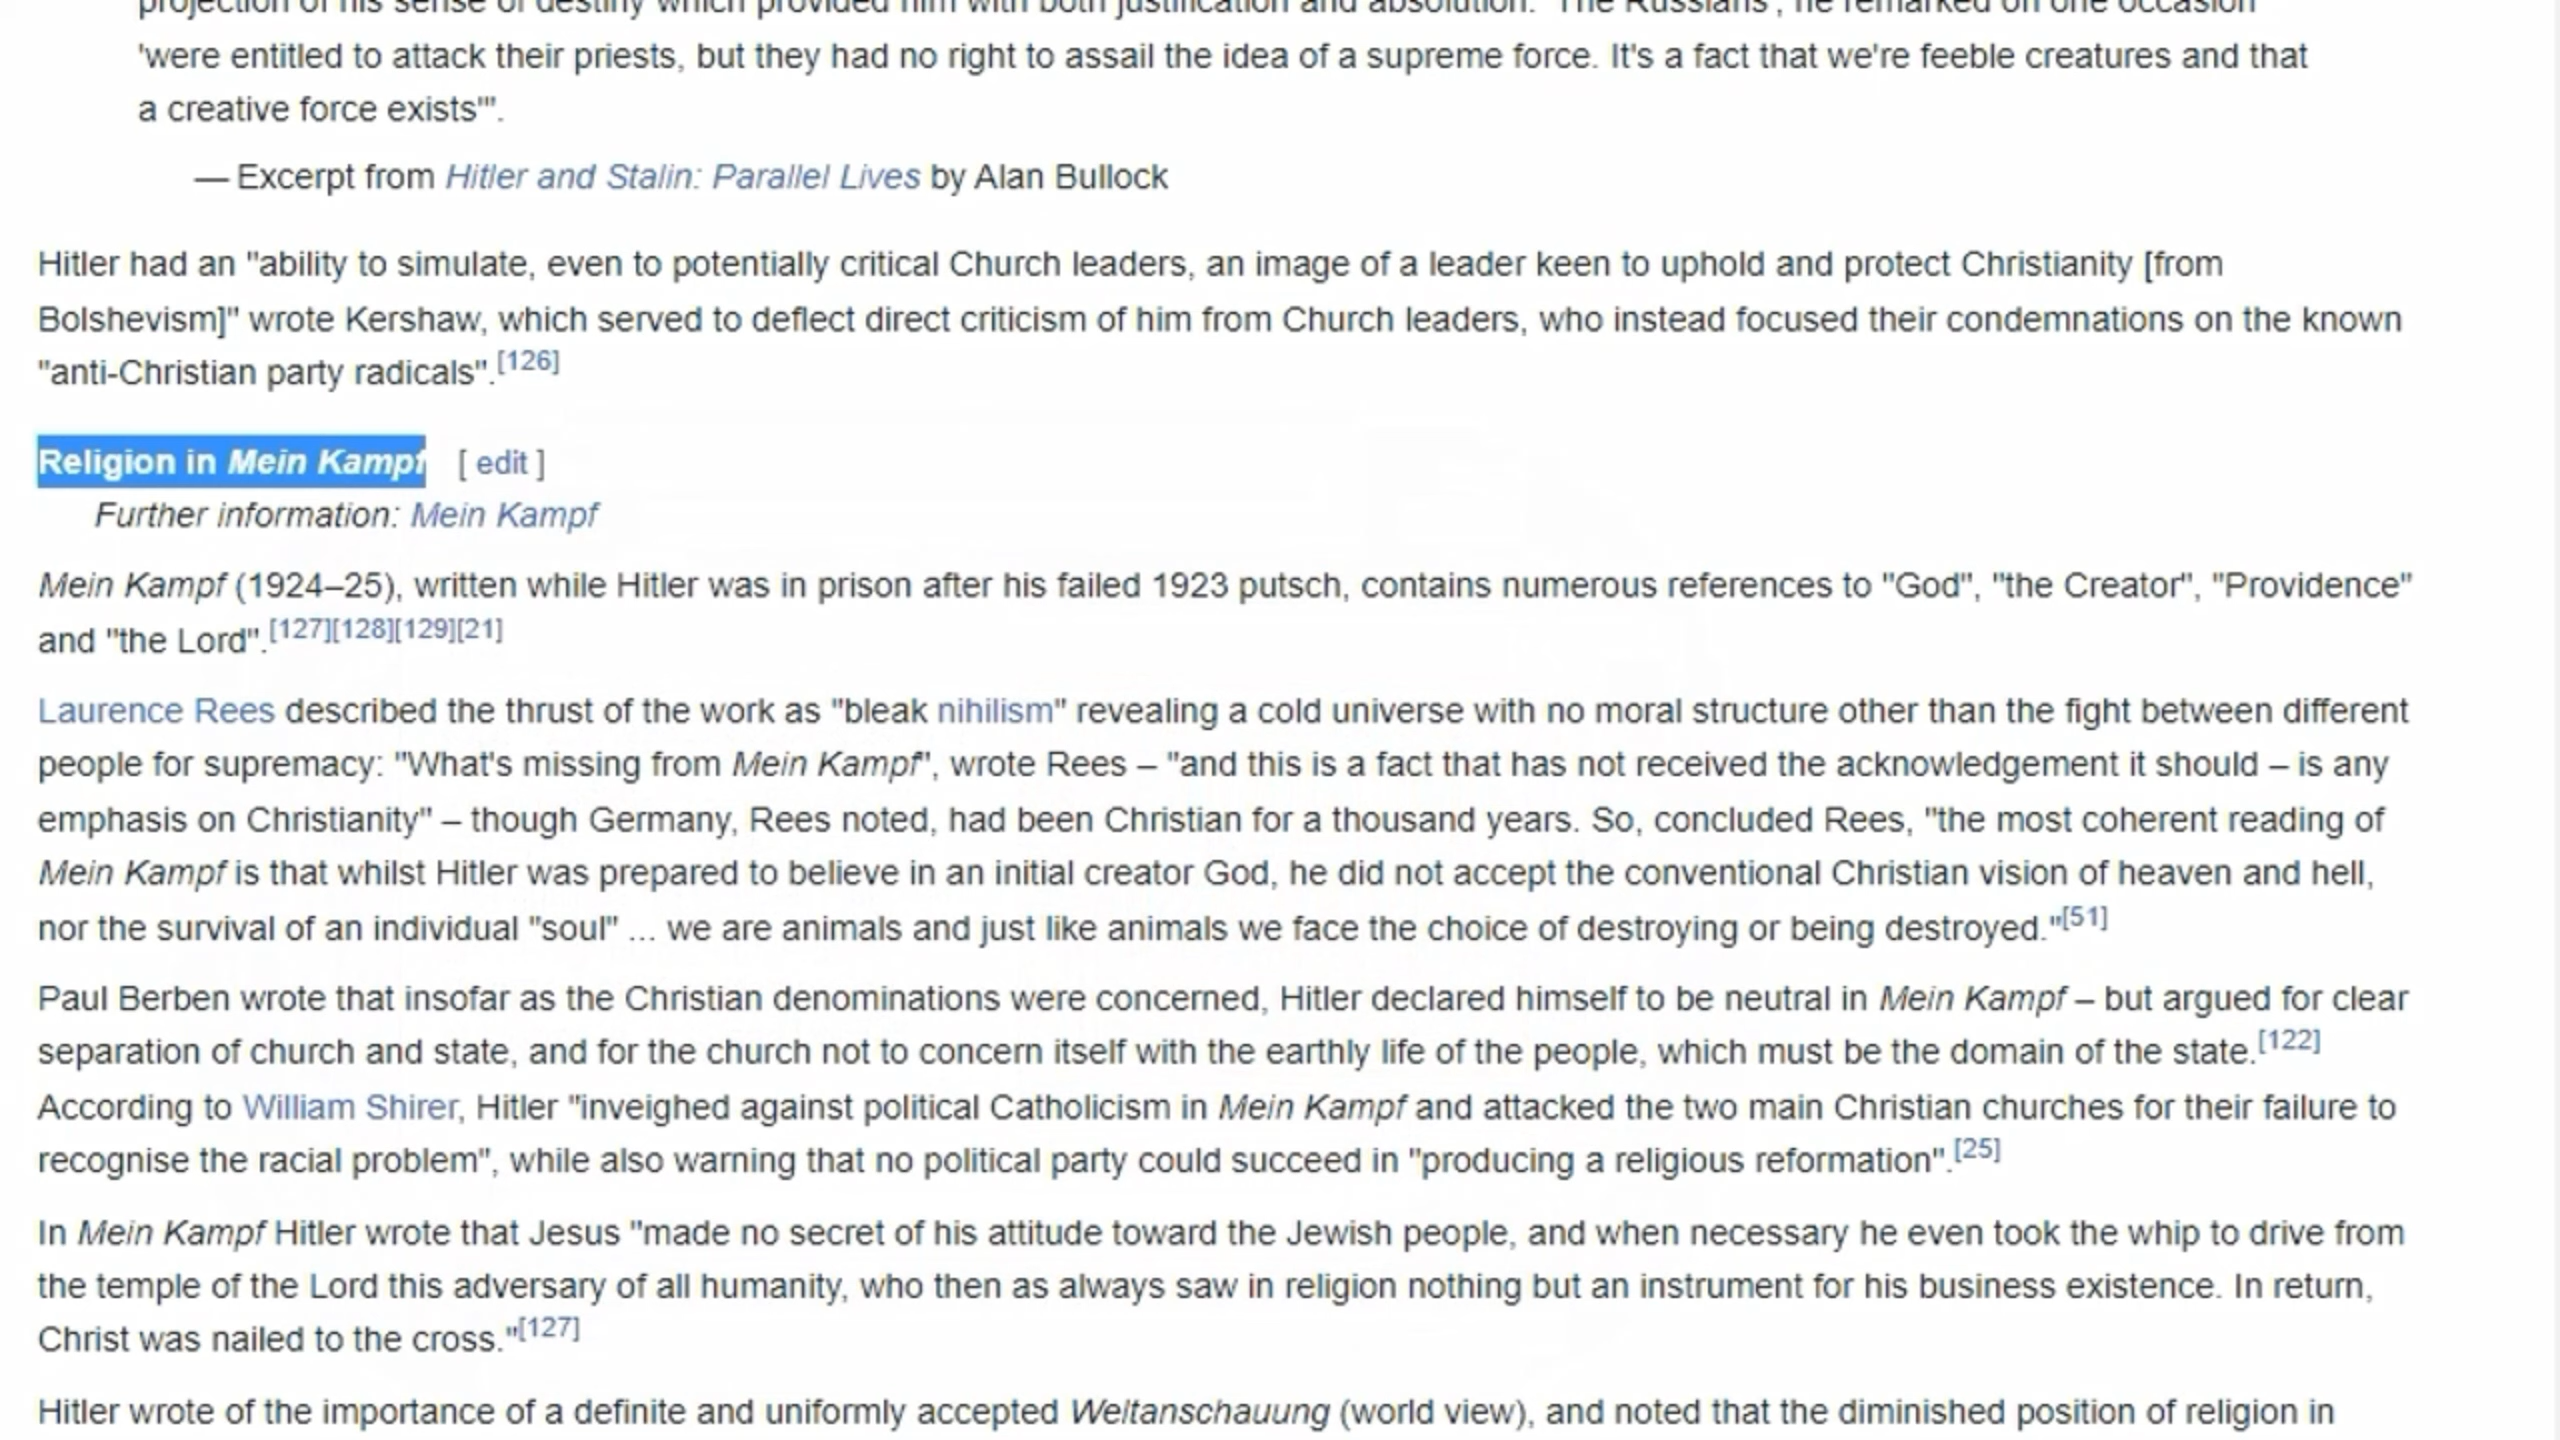 projection of his sense of destiny which provided him with both justification and absolution. 'The Russians', he remarked on one occasion
'were entitled to attack their priests, but they had no right to assail the idea of a supreme force. It's a fact that we're feeble creatures and that
a creative force exists'".
— Excerpt from Hitler and Stalin: Parallel Lives by Alan Bullock
Hitler had an "ability to simulate, even to potentially critical Church leaders, an image of a leader keen to uphold and protect Christianity [from
Bolshevism]" wrote Kershaw, which served to deflect direct criticism of him from Church leaders, who instead focused their condemnations on the known
"anti-Christian party radicals".[126]
Religion in Mein Kampf [ edit ]
Further information: Mein Kampf
Mein Kampf (1924–25), written while Hitler was in prison after his failed 1923 putsch, contains numerous references to "God", "the Creator", "Providence"
and "the Lord".[127][128][129][21]
Laurence Rees described the thrust of the work as "bleak nihilism" revealing a cold universe with no moral structure other than the fight between different
people for supremacy: "What's missing from Mein Kampf", wrote Rees – "and this is a fact that has not received the acknowledgement it should – is any
emphasis on Christianity" – though Germany, Rees noted, had been Christian for a thousand years. So, concluded Rees, "the most coherent reading of
Mein Kampf is that whilst Hitler was prepared to believe in an initial creator God, he did not accept the conventional Christian vision of heaven and hell,
nor the survival of an individual "soul" ... we are animals and just like animals we face the choice of destroying or being destroyed."[51]
Paul Berben wrote that insofar as the Christian denominations were concerned, Hitler declared himself to be neutral in Mein Kampf – but argued for clear
separation of church and state, and for the church not to concern itself with the earthly life of the people, which must be the domain of the state.[122]
According to William Shirer, Hitler "inveighed against political Catholicism in Mein Kampf and attacked the two main Christian churches for their failure to
recognise the racial problem", while also warning that no political party could succeed in "producing a religious reformation".[25]
In Mein Kampf Hitler wrote that Jesus "made no secret of his attitude toward the Jewish people, and when necessary he even took the whip to drive from
the temple of the Lord this adversary of all humanity, who then as always saw in religion nothing but an instrument for his business existence. In return,
Christ was nailed to the cross."[127]
Hitler wrote of the importance of a definite and uniformly accepted Weltanschauung (world view), and noted that the diminished position of religion in